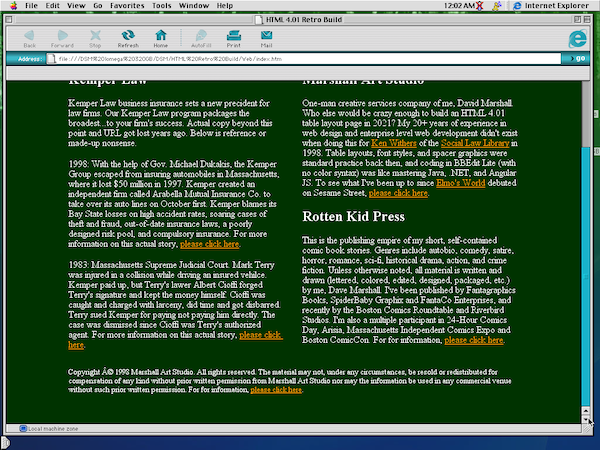 File Edit View Go Favorites Tools Window Help
12:02 AM
Internet Explorer
HTML 4.01 Retro Build
Back Forward Stop Refresh Home AutoFill Print Mail
Address: file:///DSM%20Iomega%2032GB/DSM/HTML%20Retro%20Build/Web/index.htm
go
Kemper Law
Kemper Law business insurance sets a new precident for
law firms. Our Kemper Law program packages the
broadest...to your firm's success. Actual copy beyond this
point and URL got lost years ago. Below is reference or
made-up nonsense.
1998: With the help of Gov. Michael Dukakis, the Kemper
Group escaped from insuring automobiles in Massachusetts,
where it lost $50 million in 1997. Kemper created an
independent firm called Arabella Mutual Insurance Co. to
take over its auto lines on October first. Kemper blames its
Bay State losses on high accident rates, soaring cases of
theft and fraud, out-of-date insurance laws, a poorly
designed risk pool, and compulsory insurance. For more
information on this actual story, please click here.
1983: Massachusetts Supreme Judicial Court. Mark Terry
was injured in a collision while driving an insured vehilce.
Kemper paid up, but Terry's lawer Albert Cioffi forged
Terry's signature and kept the money himself. Cioffi was
caught and charged with larceny, did time and got disbarred.
Terry sued Kemper for paying not paying him directly. The
case was dismissed since Cioffi was Terry's authorized
agent. For more information on this actual story, please click
here.
Marshall Art Studio
One-man creative services company of me, David Marshall.
Who else would be crazy enough to build an HTML 4.01
table layout page in 2021? My 20+ years of experience in
web design and enterprise level web development didn't exist
when doing this for Ken Withers of the Social Law Library in
1998. Table layouts, font styles, and spacer graphics were
standard practice back then, and coding in BBEdit Lite (with
no color syntax) was like mastering Java, .NET, and Angular
JS. To see what I've been up to since Elmo's World debuted
on Sesame Street, please click here.
Rotten Kid Press
This is the publishing empire of my short, self-contained
comic book stories. Genres include autobio, comedy, satire,
horror, romance, sci-fi, historical drama, action, and crime
fiction. Unless otherwise noted, all material is written and
drawn (lettered, colored, edited, designed, packaged, etc.)
by me, Dave Marshall. I've been published by Fantagraphics
Books, SpiderBaby Grafix and FantaCo Enterprises, and
recently by the Boston Comics Roundtable and Riverbird
Studios. I'm also a multiple participant in 24-Hour Comics
Day, Arisia, Massachusetts Independent Comics Expo and
Boston ComicCon. For for information, please click here.
Copyright Â© 1998 Marshall Art Studio. All rights reserved. The material may not, under any circumstances, be resold or redistributed for
compensation of any kind without prior written permission from Marshall Art Studio nor may the information be used in any commercial venue
without such prior written permission. For for information, please click here.
Local machine zone